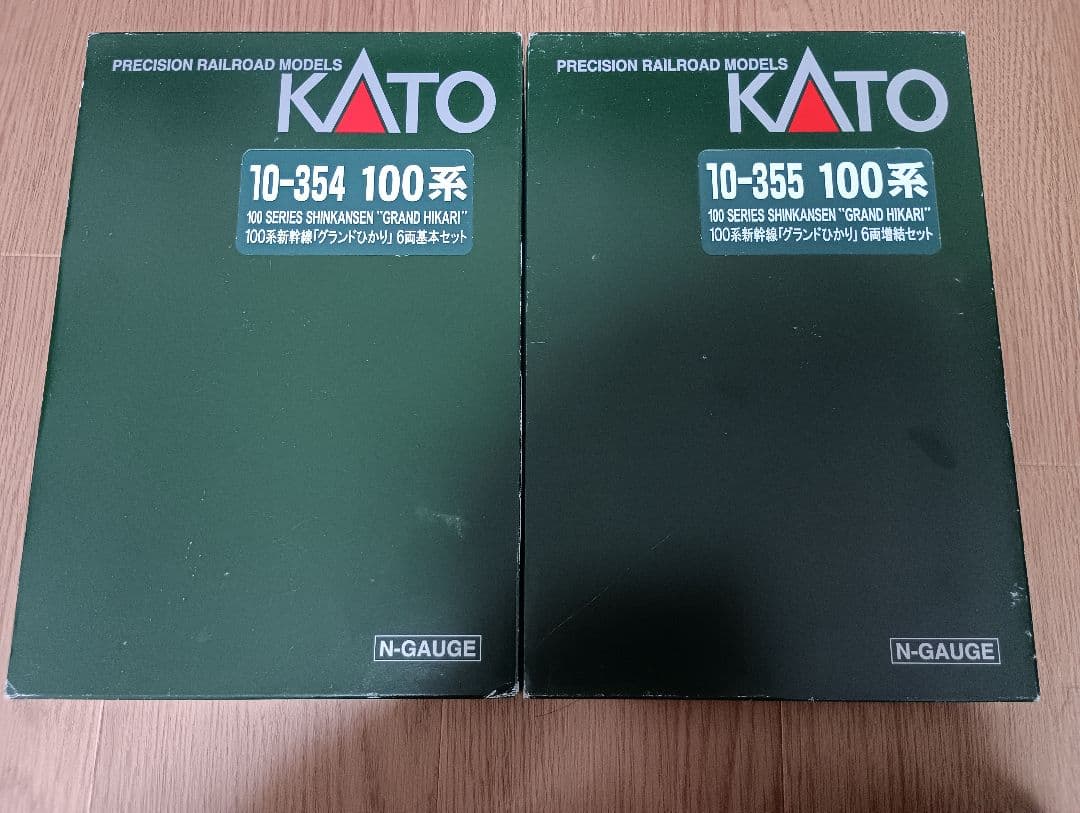 PRECISION RAILROAD MODELS
KATO
10-354 100系
100 SERIES SHINKANSEN "GRAND HIKARI"
100系新幹線「グランドひかり」6両基本セット
N-GAUGE
PRECISION RAILROAD MODELS
KATO
10-355 100系
100 SERIES SHINKANSEN "GRAND HIKARI"
100系新幹線「グランドひかり」6両増結セット
N-GAUGE